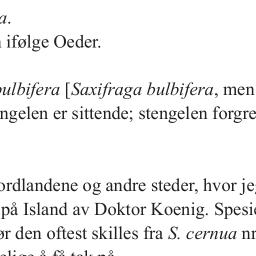 a.
ifølge Oeder.
bulbifera [Saxifraga bulbifera, men
ngelen er sittende; stengelen forgre
ordlandene og andre steder, hvor je
på Island av Doktor Koenig. Spesi
ør den oftest skilles fra S. cernua nr